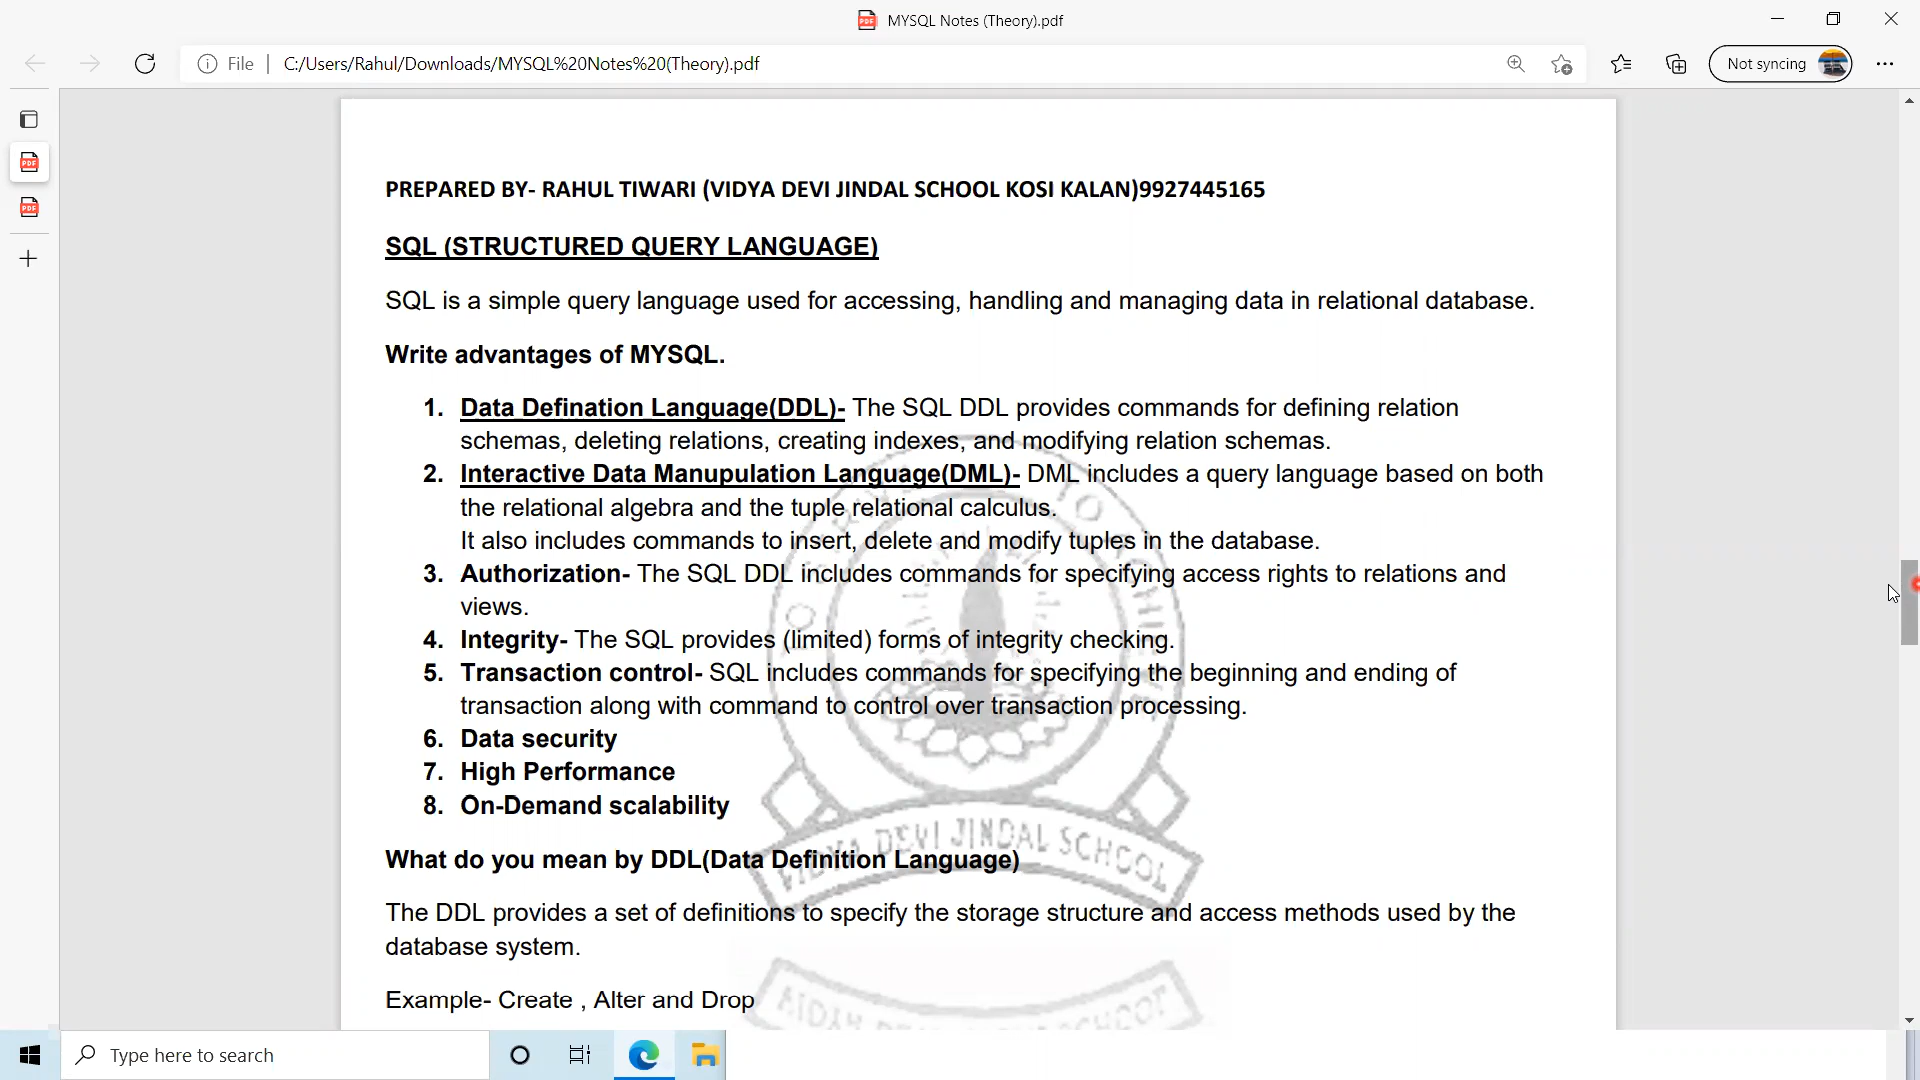 MYSQL Notes (Theory).pdf
File
C:/Users/Rahul/Downloads/MYSQL%20Notes%20(Theory).pdf
Not syncing
PREPARED BY- RAHUL TIWARI (VIDYA DEVI JINDAL SCHOOL KOSI KALAN)9927445165
SQL (STRUCTURED QUERY LANGUAGE)
SQL is a simple query language used for accessing, handling and managing data in relational database.
Write advantages of MYSQL.
1. Data Defination Language(DDL)- The SQL DDL provides commands for defining relation
schemas, deleting relations, creating indexes, and modifying relation schemas.
2. Interactive Data Manupulation Language(DML)- DML includes a query language based on both
the relational algebra and the tuple relational calculus.
It also includes commands to insert, delete and modify tuples in the database.
3. Authorization- The SQL DDL includes commands for specifying access rights to relations and
views.
4. Integrity- The SQL provides (limited) forms of integrity checking.
5. Transaction control- SQL includes commands for specifying the beginning and ending of
transaction along with command to control over transaction processing.
6. Data security
7. High Performance
8. On-Demand scalability
VIDYA DEVI JINDAL SCHOOL
What do you mean by DDL(Data Definition Language)
The DDL provides a set of definitions to specify the storage structure and access methods used by the
database system.
Example- Create , Alter and Drop
Type here to search